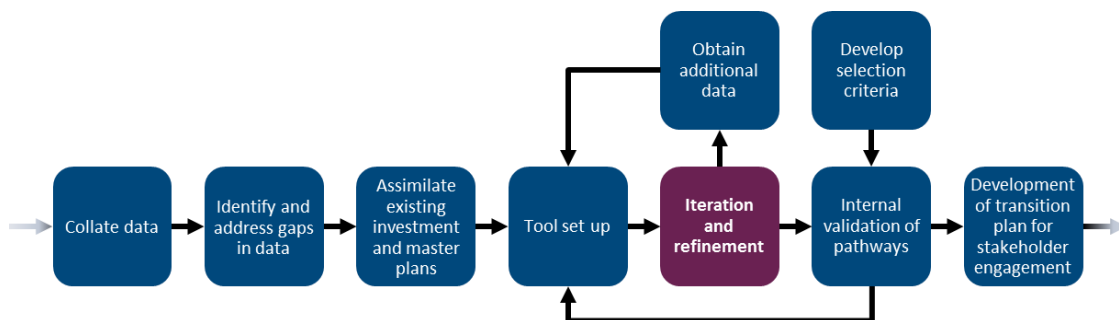 Obtain
additional
data
Develop
selection
criteria
Collate data
Identify and
address gaps
in data
Assimilate
existing
investment
and master
plans
Tool set up
Iteration
and
refinement
Internal
validation of
pathways
Development
of transition
plan for
stakeholder
engagement